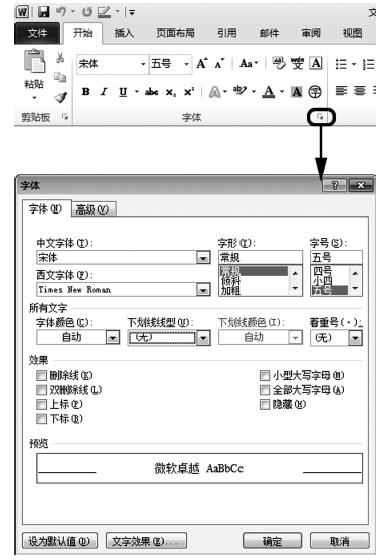 W
文
文件 开始 插入 页面布局 引用 邮件 审阅 视图
宋体 五号 A A Aa A
粘贴
B I U abc x₂ x² A A A
剪贴板 字体
字体
字体(N) 高级(V)
中文字体(T): 字形(Y): 字号(S):
宋体 常规 五号
西文字体(F): 常规 四号
倾斜 小四
Times New Roman 加粗 五号
所有文字
字体颜色(C): 下划线线型(U): 下划线颜色(I): 着重号(·):
自动 (无) 自动 (无)
效果
删除线(K) 小型大写字母(M)
双删除线(L) 全部大写字母(A)
上标(P) 隐藏(H)
下标(B)
预览
微软卓越 AaBbCc
设为默认值(D) 文字效果(E)... 确定 取消